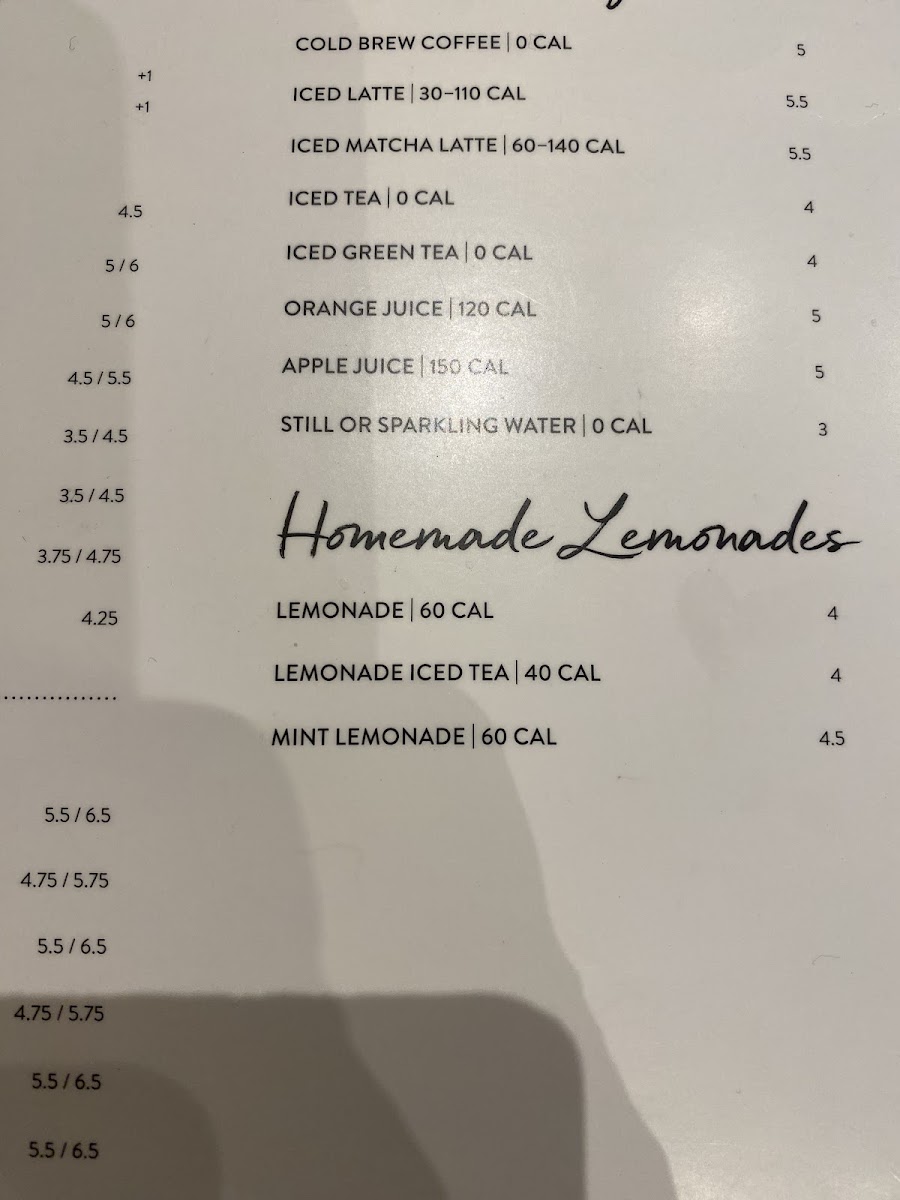 +1
+1
4.5
5 / 6
5 / 6
4.5 / 5.5
3.5 / 4.5
3.5 / 4.5
3.75 / 4.75
4.25
...............
5.5 / 6.5
4.75 / 5.75
5.5 / 6.5
4.75 / 5.75
5.5 / 6.5
5.5 / 6.5
COLD BREW COFFEE | 0 CAL 5
ICED LATTE | 30–110 CAL 5.5
ICED MATCHA LATTE | 60–140 CAL 5.5
ICED TEA | 0 CAL 4
ICED GREEN TEA | 0 CAL 4
ORANGE JUICE | 120 CAL 5
APPLE JUICE | 150 CAL 5
STILL OR SPARKLING WATER | 0 CAL 3
Homemade Lemonades
LEMONADE | 60 CAL 4
LEMONADE ICED TEA | 40 CAL 4
MINT LEMONADE | 60 CAL 4.5